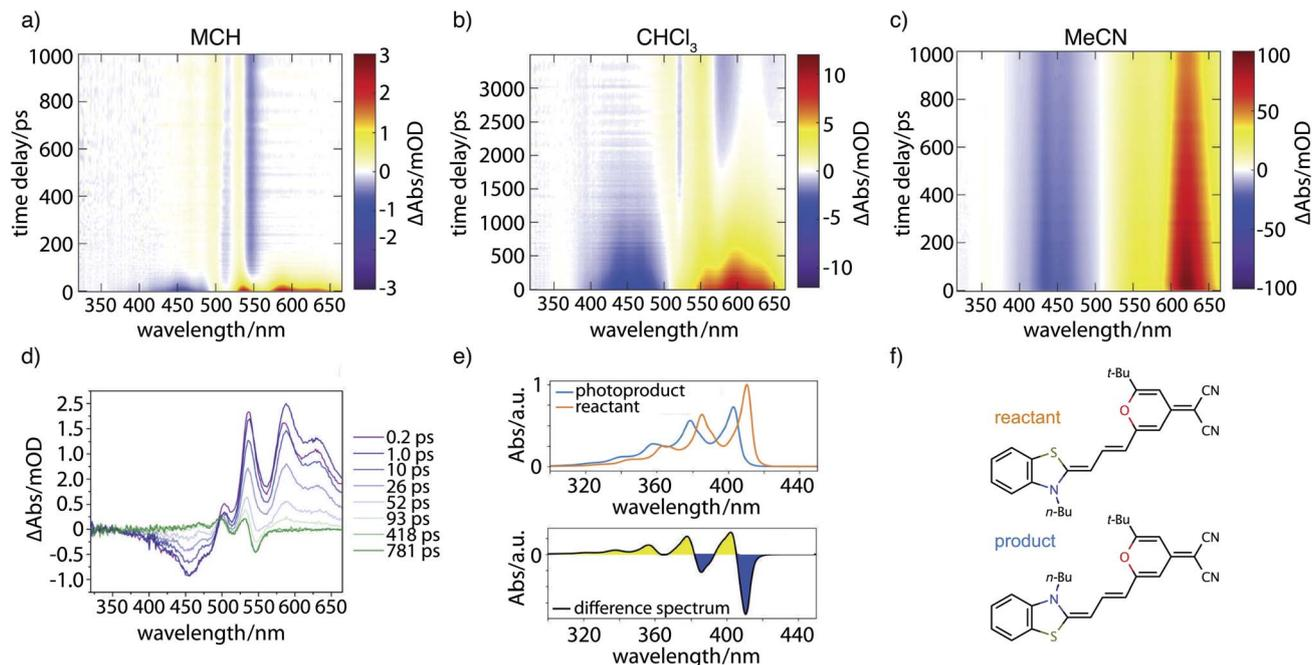 a)
MCH
1000
800
600
400
200
0
time delay/ps
350 400 450 500 550 600 650
wavelength/nm
3
2
1
0
-1
-2
-3
ΔAbs/mOD
b)
CHCl3
3000
2500
2000
1500
1000
500
0
time delay/ps
350 400 450 500 550 600 650
wavelength/nm
10
5
0
-5
-10
ΔAbs/mOD
c)
MeCN
1000
800
600
400
200
0
time delay/ps
350 400 450 500 550 600 650
wavelength/nm
100
50
0
-50
-100
ΔAbs/mOD
d)
2.5
1.5
1.0
2.0
0.5
0
-0.5
-1.0
ΔAbs/mOD
350 400 450 500 550 600 650
wavelength/nm
0.2 ps
1.0 ps
10 ps
26 ps
52 ps
93 ps
418 ps
781 ps
e)
1
0
Abs/a.u.
photoproduct
reactant
320 360 400 440
wavelength/nm
0
Abs/a.u.
difference spectrum
320 360 400 440
wavelength/nm
f)
reactant
t-Bu
O
CN
CN
S
N
n-Bu
product
t-Bu
O
CN
CN
n-Bu
N
S